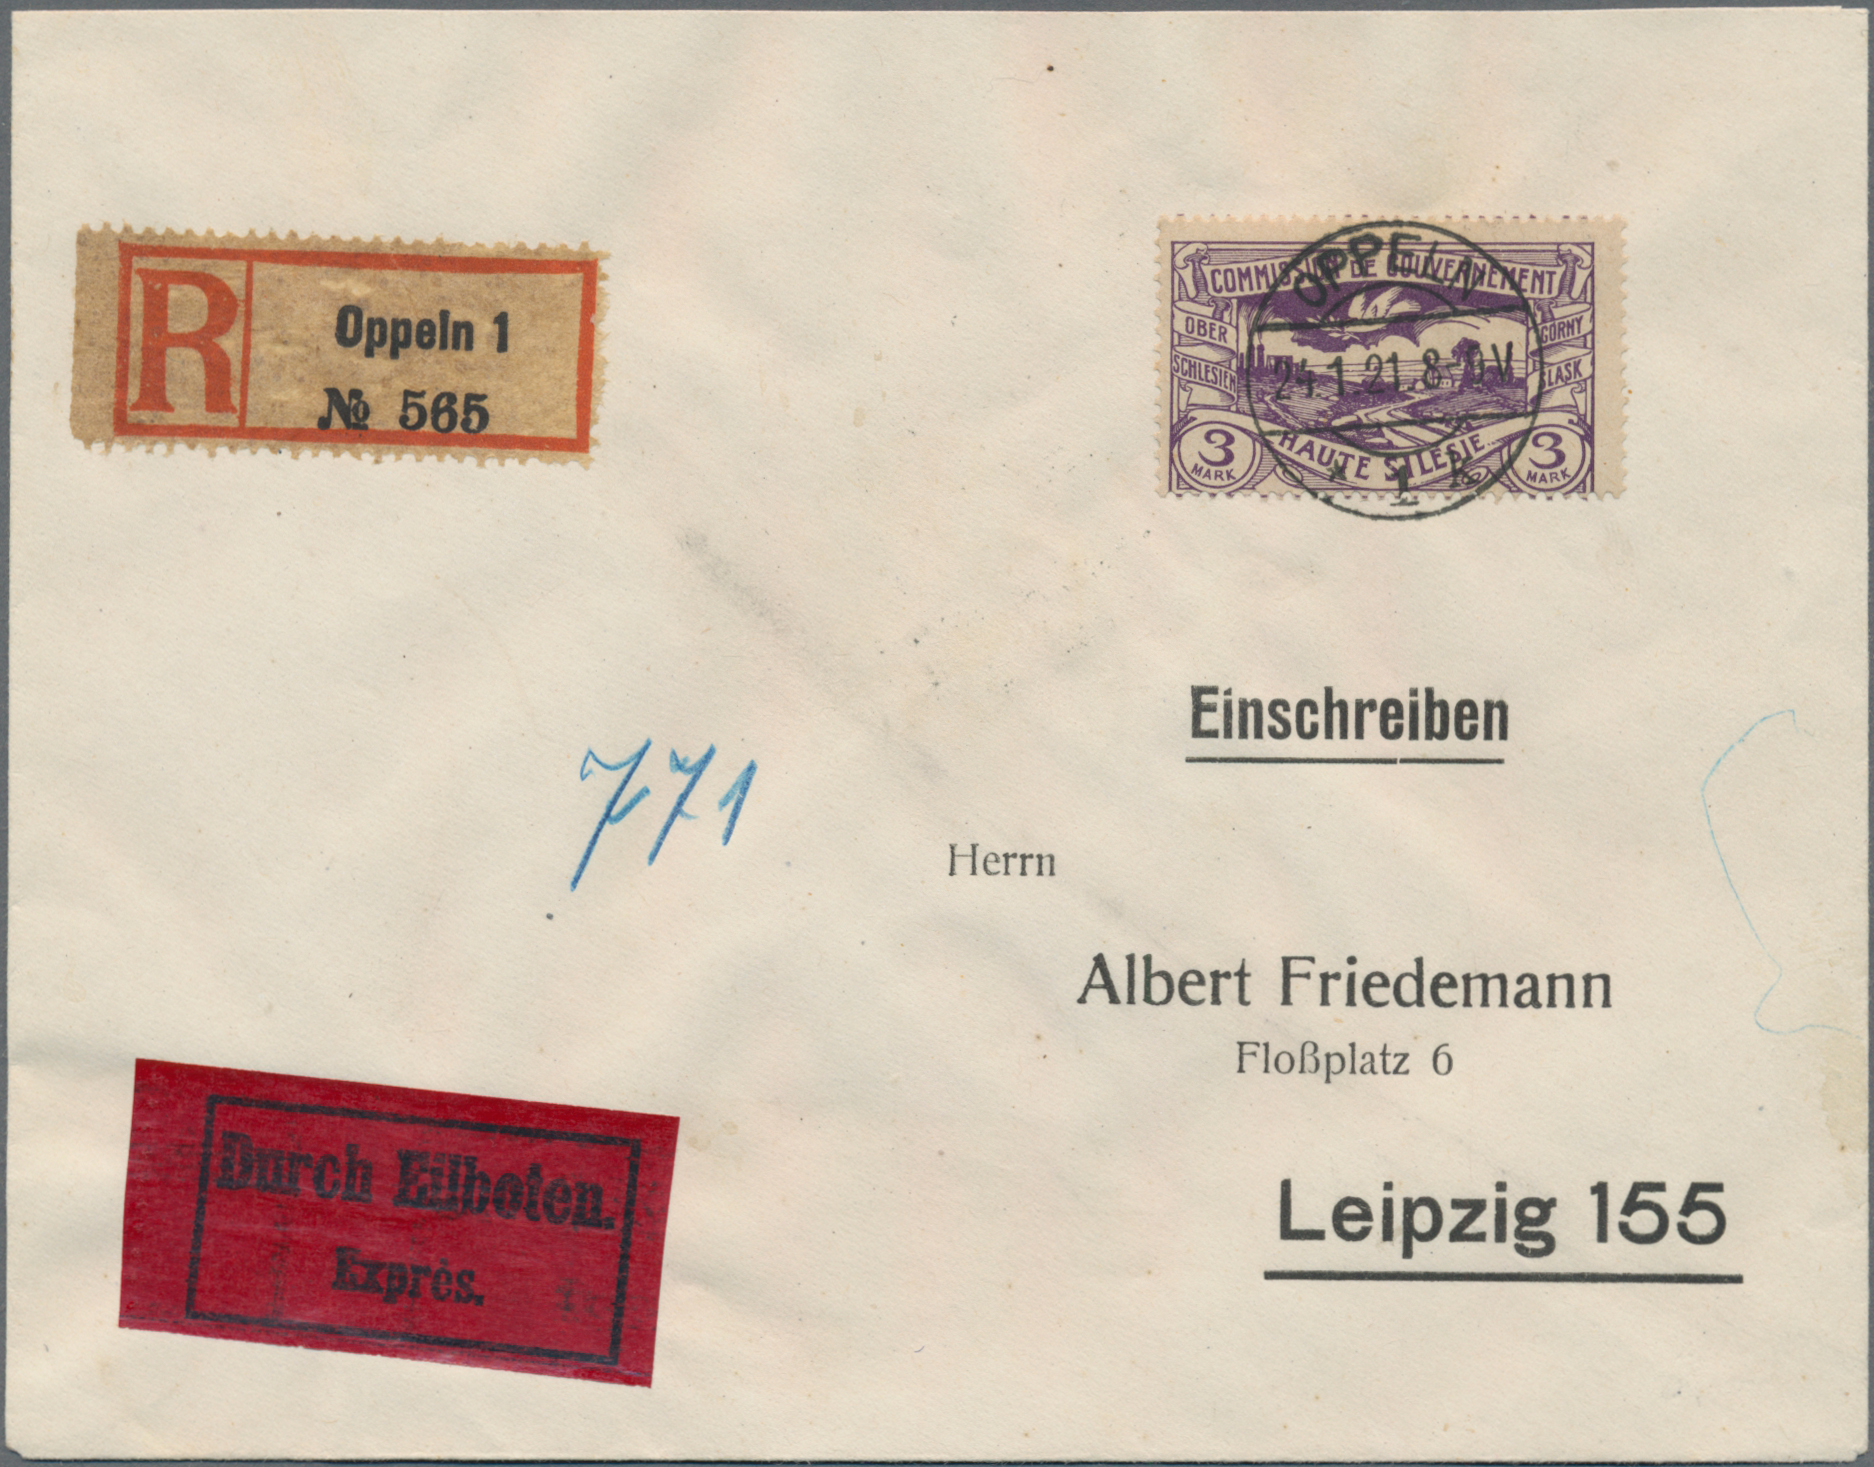 R
Oppeln 1
№ 565
COMMISSION DE GOUVERNEMENT
OBER
SCHLESIEN
GORNY
SLASK
3
MARK
HAUTE SILESIE
3
MARK
OPPELN
24.1.21.8-9V
* 1 k
Einschreiben
771
Herrn
Albert Friedemann
Floßplatz 6
Leipzig 155
Durch Eilboten.
Exprès.